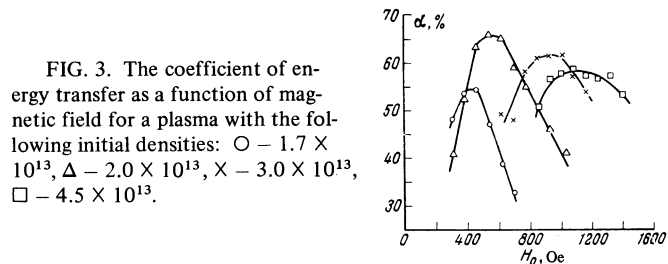 FIG. 3. The coefficient of en-
ergy transfer as a function of mag-
netic field for a plasma with the fol-
lowing initial densities: ○ – 1.7 ×
10¹³, Δ – 2.0 × 10¹³, X – 3.0 × 10¹³,
□ – 4.5 × 10¹³.
70
α, %
60
50
40
30
0
400
800
1200
1600
H₀, Oe